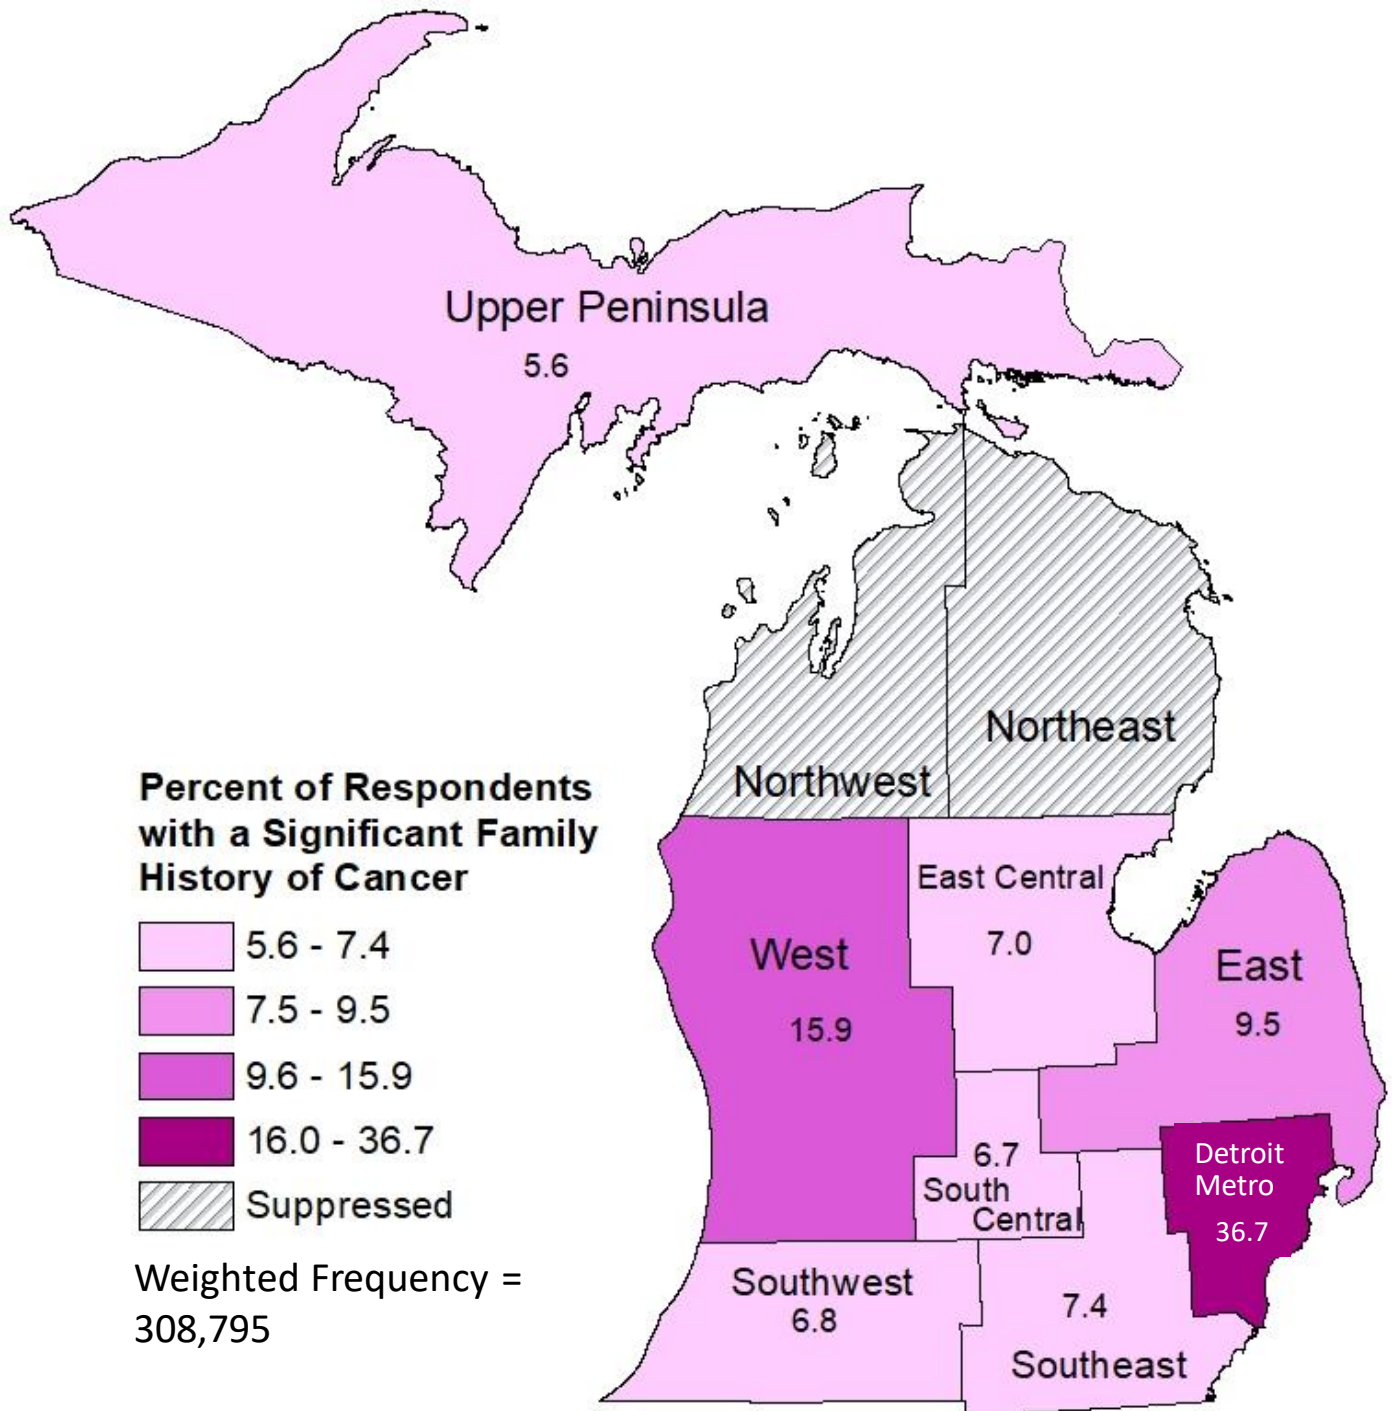 Upper Peninsula
5.6
Northeast
Northwest
Percent of Respondents
with a Significant Family
History of Cancer
5.6 - 7.4
7.5 - 9.5
9.6 - 15.9
16.0 - 36.7
Suppressed
Weighted Frequency =
308,795
East Central
7.0
West
15.9
East
9.5
6.7
South
Central
Detroit
Metro
36.7
Southwest
6.8
7.4
Southeast